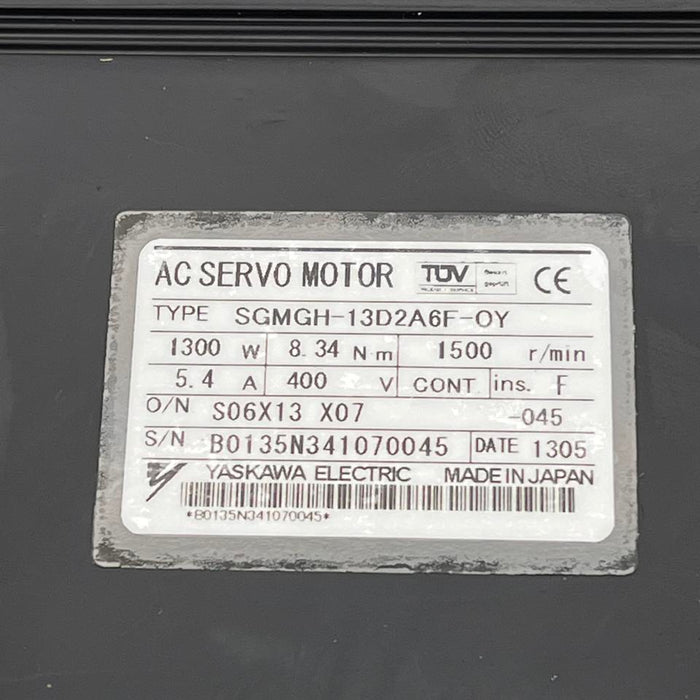 AC SERVO MOTOR TÜV CE
TYPE SGMGH-13D2A6F-OY
1300 W 8.34 N m 1500 r/min
5.4 A 400 V CONT ins. F
O/N S06X13 X07 -045
S/N B0135N341070045 DATE 1305
YASKAWA ELECTRIC MADE IN JAPAN
*B0135N341070045*